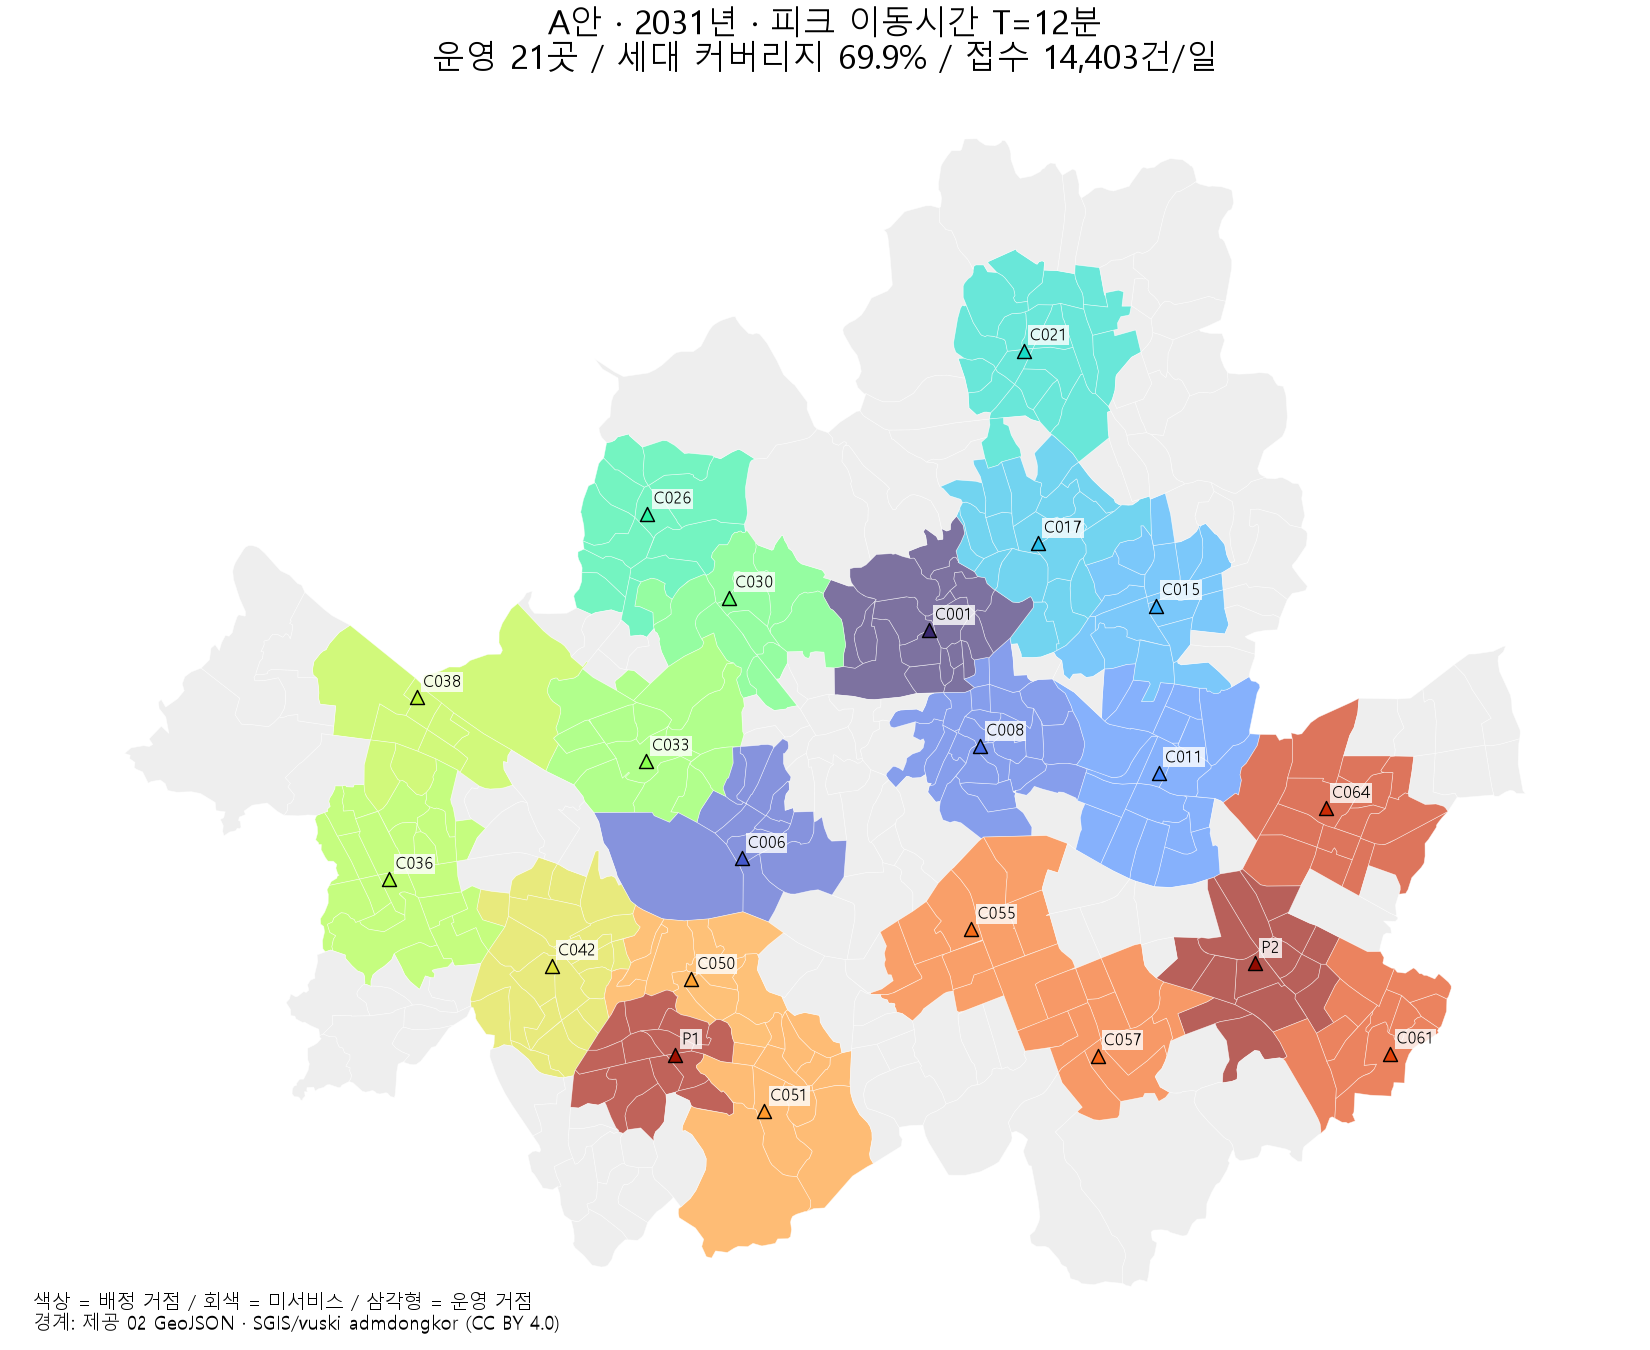 A안 · 2031년 · 피크 이동시간 T=12분
운영 21곳 / 세대 커버리지 69.9% / 접수 14,403건/일
C021
C026
C017
C030
C015
C001
C038
C008
C033
C011
C064
C006
C036
C055
C042
P2
C050
P1
C057
C061
C051
색상 = 배정 거점 / 회색 = 미서비스 / 삼각형 = 운영 거점
경계: 제공 02 GeoJSON · SGIS/vuski admdongkor (CC BY 4.0)